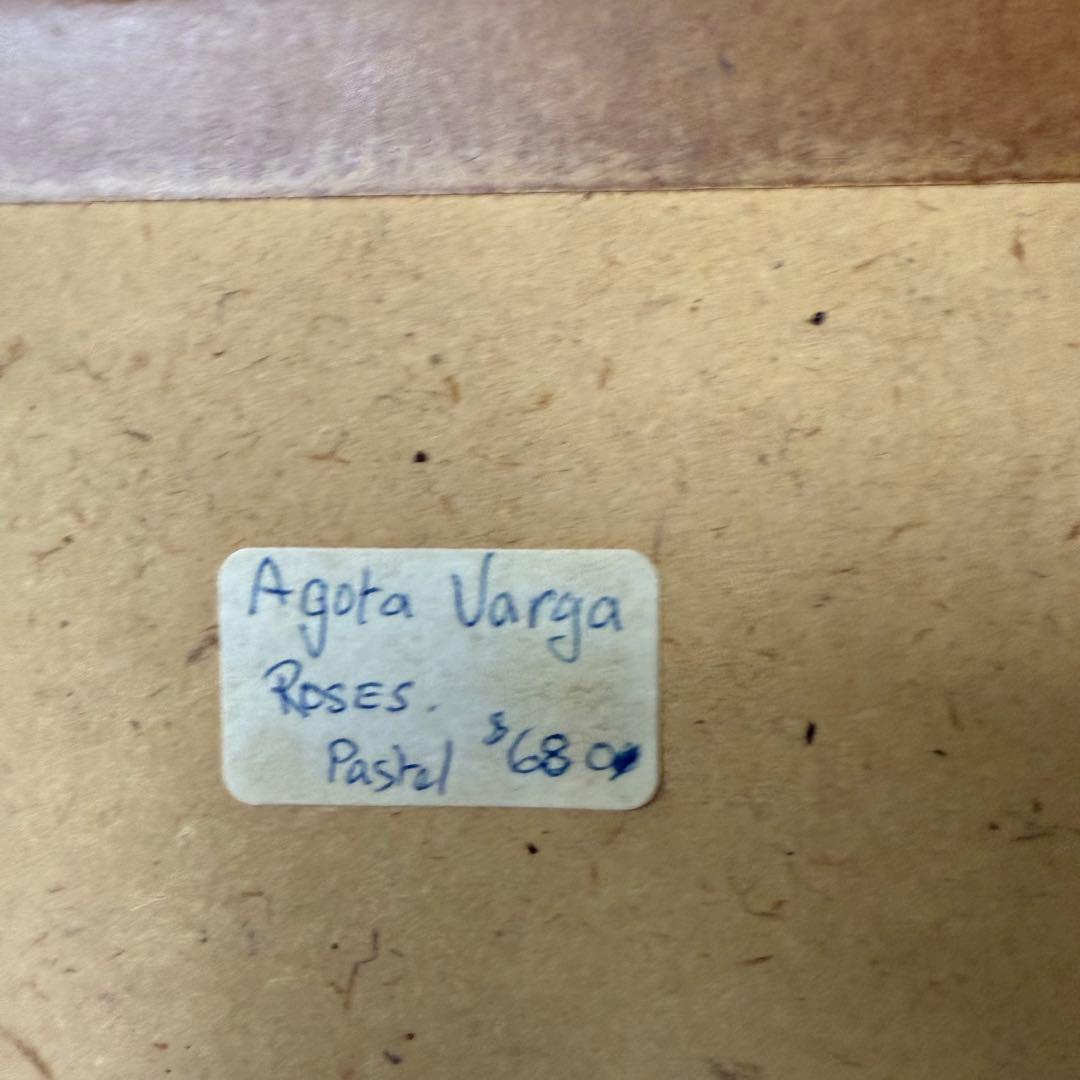 Agota Varga
ROSES.
Pastel $680